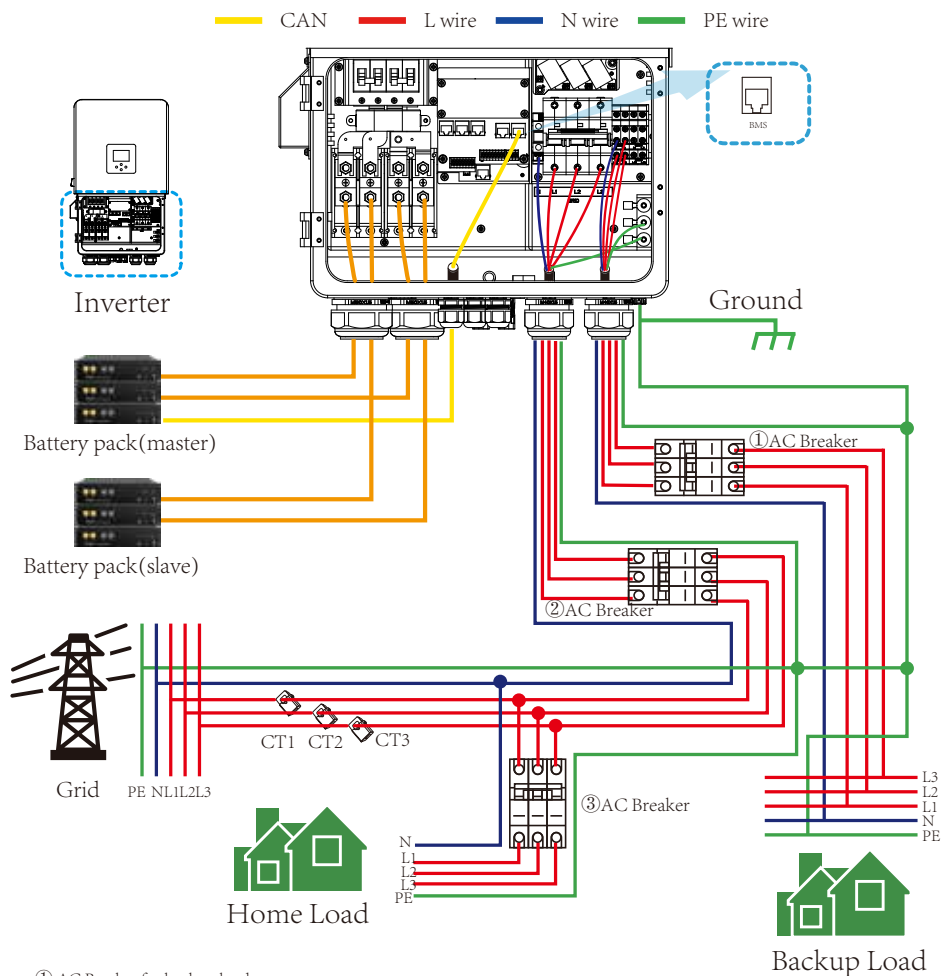 CAN L wire N wire PE wire
BMS
Inverter
Ground
Battery pack(master)
①AC Breaker
Battery pack(slave)
②AC Breaker
CT1 CT2 CT3
Grid
PE NL1L2L3
③AC Breaker
L3
L2
L1
N
PE
N
L1
L2
L3
PE
Home Load
Backup Load